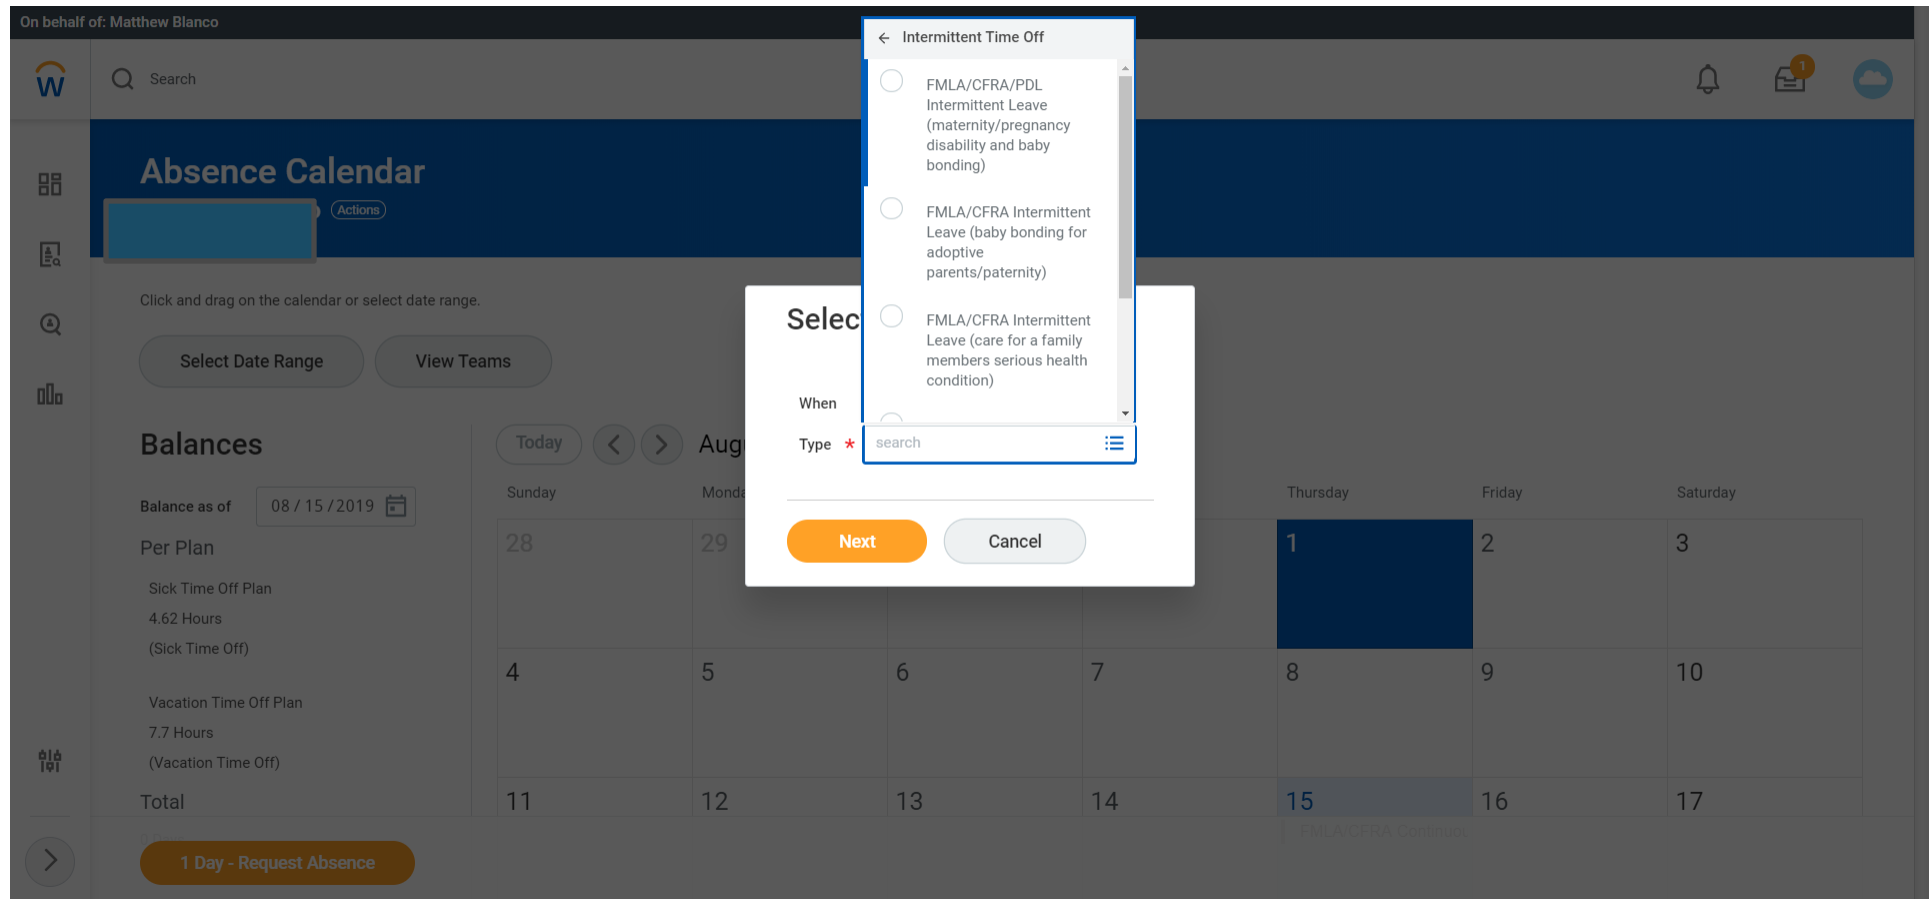 On behalf of: Matthew Blanco
Search
Absence Calendar
Actions
Click and drag on the calendar or select date range.
Select Date Range
View Teams
Balances
Balance as of
08 / 15 / 2019
Per Plan
Sick Time Off Plan
4.62 Hours
(Sick Time Off)
Vacation Time Off Plan
7.7 Hours
(Vacation Time Off)
Total
1 Day - Request Absence
Intermittent Time Off
FMLA/CFRA/PDL
Intermittent Leave
(maternity/pregnancy
disability and baby
bonding)
FMLA/CFRA Intermittent
Leave (baby bonding for
adoptive
parents/paternity)
FMLA/CFRA Intermittent
Leave (care for a family
members serious health
condition)
When
Type *
search
Next
Cancel
Today
Sunday
Thursday
Friday
Saturday
28
29
1
2
3
4
5
6
7
8
9
10
11
12
13
14
15
16
17
FMLA/CFRA
1